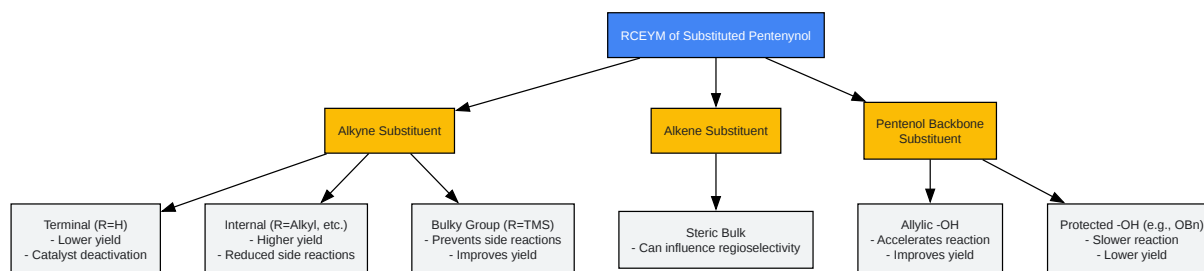 RCEYM of Substituted Pentenynol
Alkyne Substituent
Alkene Substituent
Pentenol Backbone
Substituent
Terminal (R=H)
- Lower yield
- Catalyst deactivation
Internal (R=Alkyl, etc.)
- Higher yield
- Reduced side reactions
Bulky Group (R=TMS)
- Prevents side reactions
- Improves yield
Steric Bulk
- Can influence regioselectivity
Allylic -OH
- Accelerates reaction
- Improves yield
Protected -OH (e.g., OBn)
- Slower reaction
- Lower yield